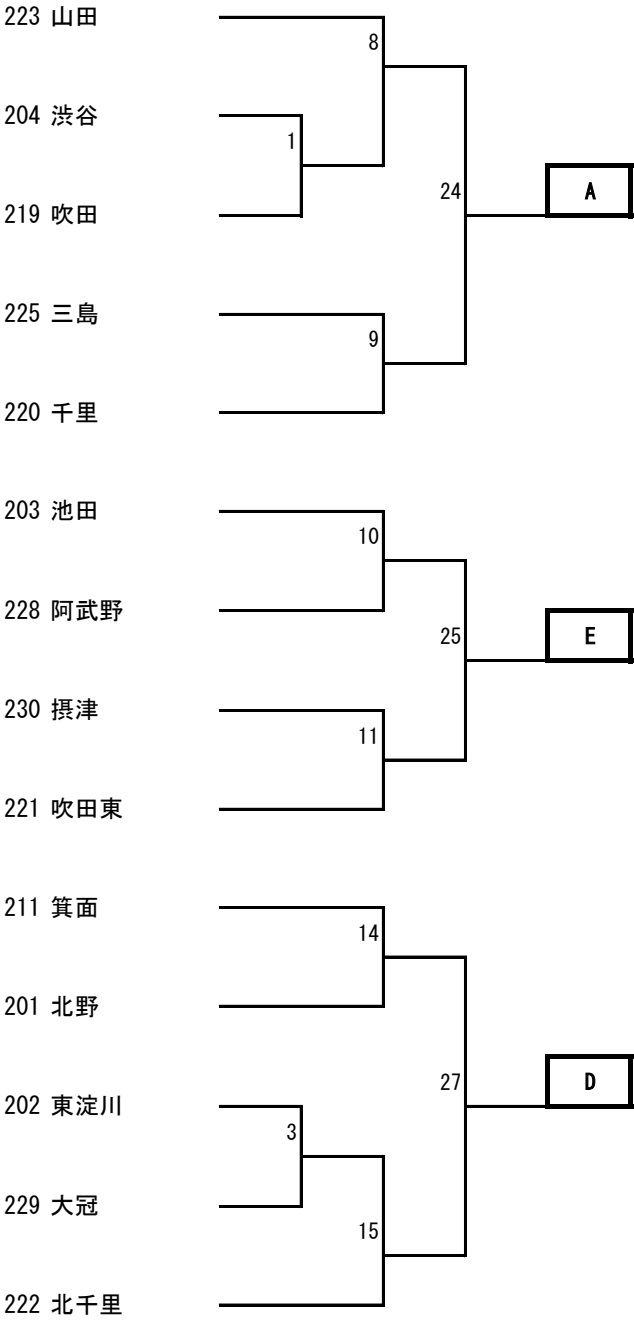 223 山田
8
204 渋谷
1
24
A
219 吹田
225 三島
9
220 千里
203 池田
10
228 阿武野
25
E
230 摂津
11
221 吹田東
211 箕面
14
201 北野
27
D
202 東淀川
3
229 大冠
15
222 北千里